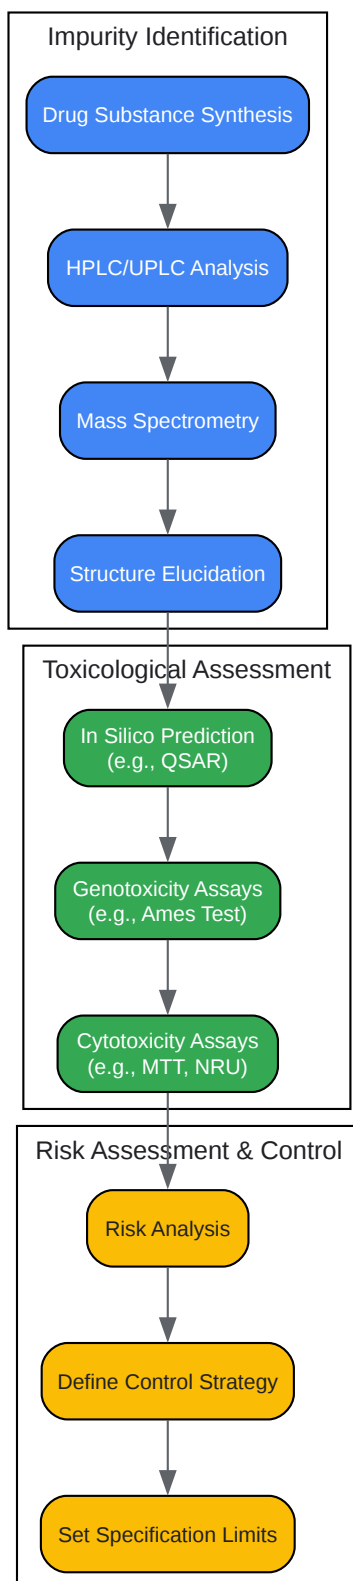 Impurity Identification
Drug Substance Synthesis
HPLC/UPLC Analysis
Mass Spectrometry
Structure Elucidation
Toxicological Assessment
In Silico Prediction
(e.g., QSAR)
Genotoxicity Assays
(e.g., Ames Test)
Cytotoxicity Assays
(e.g., MTT, NRU)
Risk Assessment & Control
Risk Analysis
Define Control Strategy
Set Specification Limits